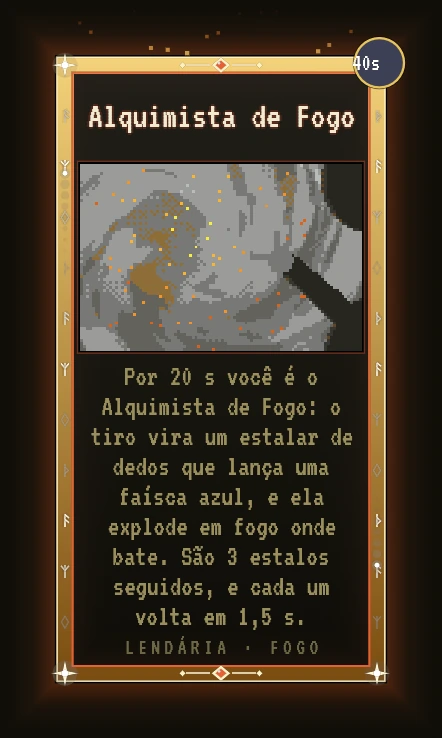 40s
Alquimista de Fogo
Por 20 s você é o
Alquimista de Fogo: o
tiro vira um estalar de
dedos que lança uma
faísca azul, e ela
explode em fogo onde
bate. São 3 estalos
seguidos, e cada um
volta em 1,5 s.
LENDÁRIA · FOGO